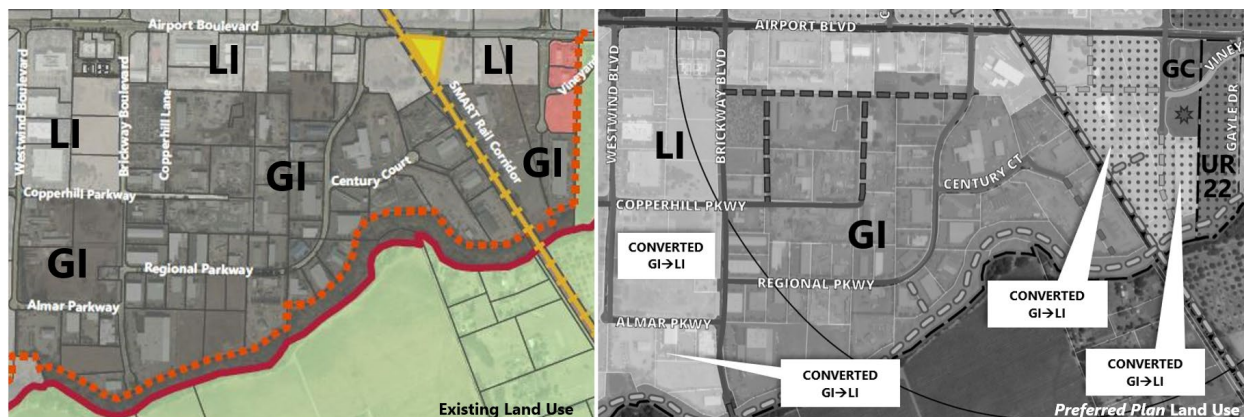 Airport Boulevard
LI
LI
Westwind Boulevard
Brickway Boulevard
Copperhill Lane
SMART Rail Corridor
LI
GI
GI
Century Court
Copperhill Parkway
GI
Regional Parkway
Almar Parkway
Existing Land Use
AIRPORT BLVD
WESTWIND BLVD
BRICKWAY BLVD
GC
VINEY
GAYLE DR
LI
CENTURY CT
UR
22
COPPERHILL PKWY
GI
CONVERTED
GI→LI
REGIONAL PKWY
CONVERTED
GI→LI
ALMAR PKWY
CONVERTED
GI→LI
CONVERTED
GI→LI
Preferred Plan Land Use